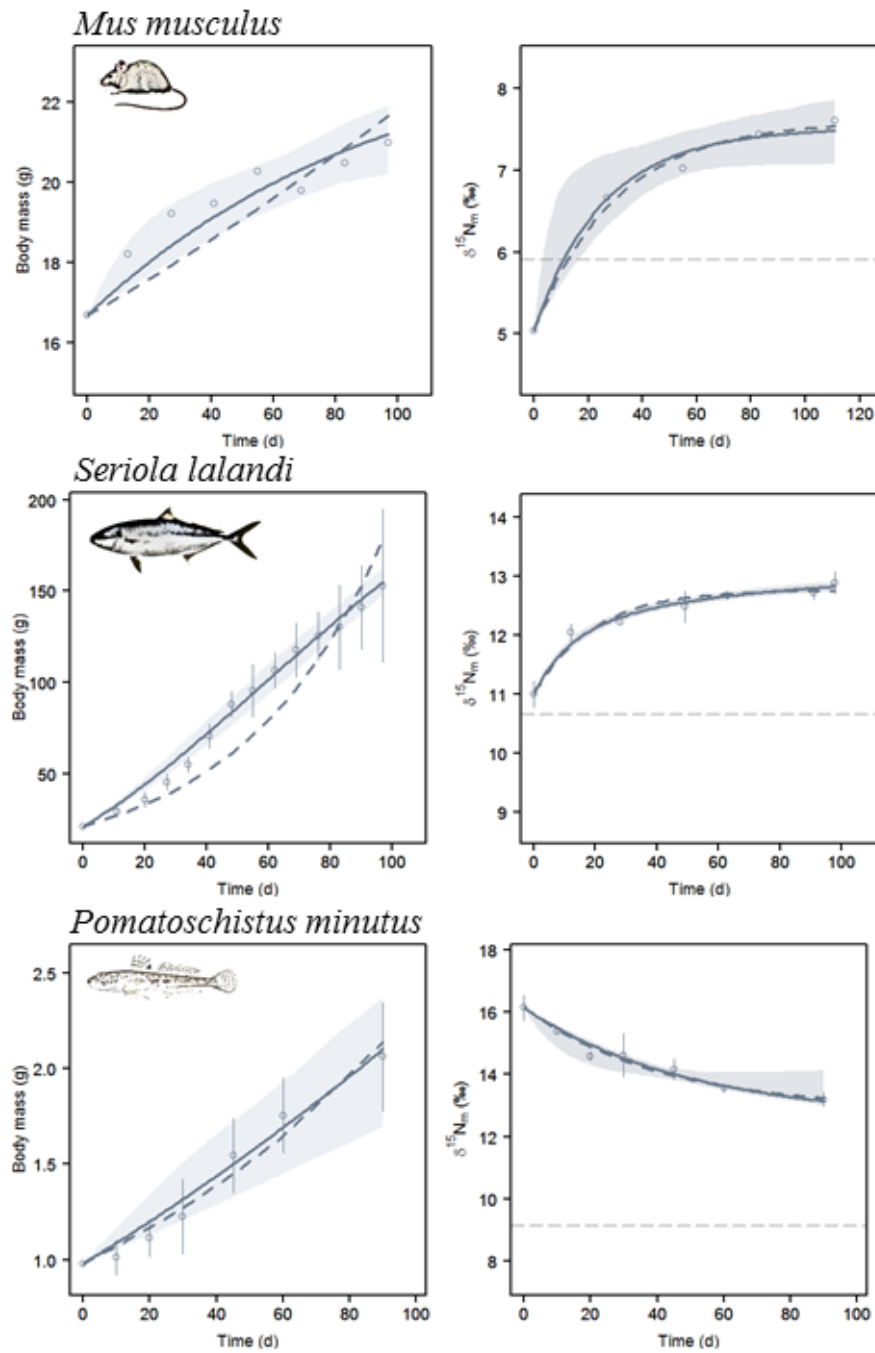 Mus musculus
Body mass (g)
22
20
18
16
0 20 40 60 80 100
Time (d)
δ¹⁵Nₘ (‰)
8
7
6
5
0 20 40 60 80 100 120
Time (d)
Seriola lalandi
Body mass (g)
200
150
100
50
0 20 40 60 80 100
Time (d)
δ¹⁵Nₘ (‰)
14
13
12
11
10
9
0 20 40 60 80 100
Time (d)
Pomatoschistus minutus
Body mass (g)
2.5
2.0
1.5
1.0
0 20 40 60 80 100
Time (d)
δ¹⁵Nₘ (‰)
18
16
14
12
10
8
0 20 40 60 80 100
Time (d)